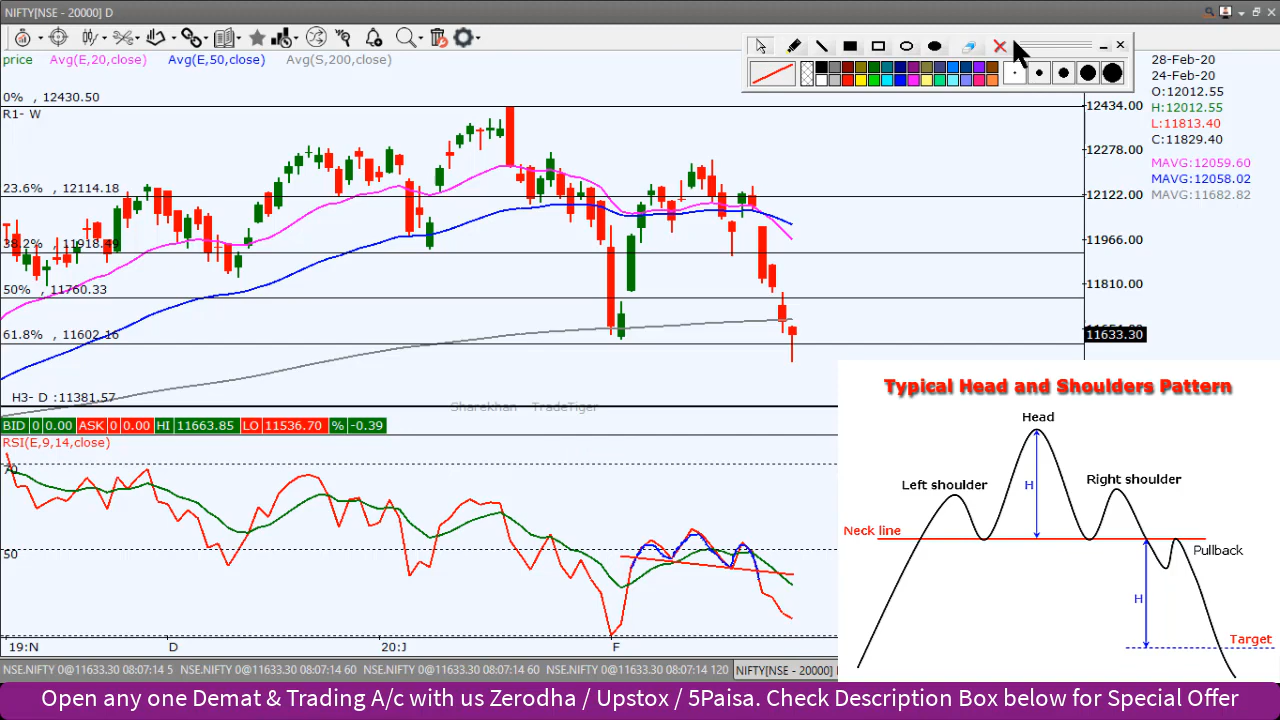 NIFTY[NSE - 20000] D
price Avg(E,20,close) Avg(E,50,close) Avg(S,200,close)
0% , 12430.50
R1- W
23.6% , 12114.18
38.2% , 11918.49
50% , 11760.33
61.8% , 11602.16
H3- D :11381.57
Sharekhan TradeTiger
12434.00
12278.00
12122.00
11966.00
11810.00
11633.30
28-Feb-20
24-Feb-20
O:12012.55
H:12012.55
L:11813.40
C:11829.40
MAVG:12059.60
MAVG:12058.02
MAVG:11682.82
BID 0 0.00 ASK 0 0.00 HI 11663.85 LO 11536.70 % -0.39
RSI(E,9,14,close)
70
50
19:N D 20:J F
Typical Head and Shoulders Pattern
Head
Left shoulder
H
Right shoulder
Neck line
Pullback
H
Target
NSE.NIFTY 0@11633.30 08:07:14 5 NSE.NIFTY 0@11633.30 08:07:14 60 NSE.NIFTY 0@11633.30 08:07:14 60 NSE.NIFTY 0@11633.30 08:07:14 120 NIFTY[NSE - 20000]
Open any one Demat & Trading A/c with us Zerodha / Upstox / 5Paisa. Check Description Box below for Special Offer